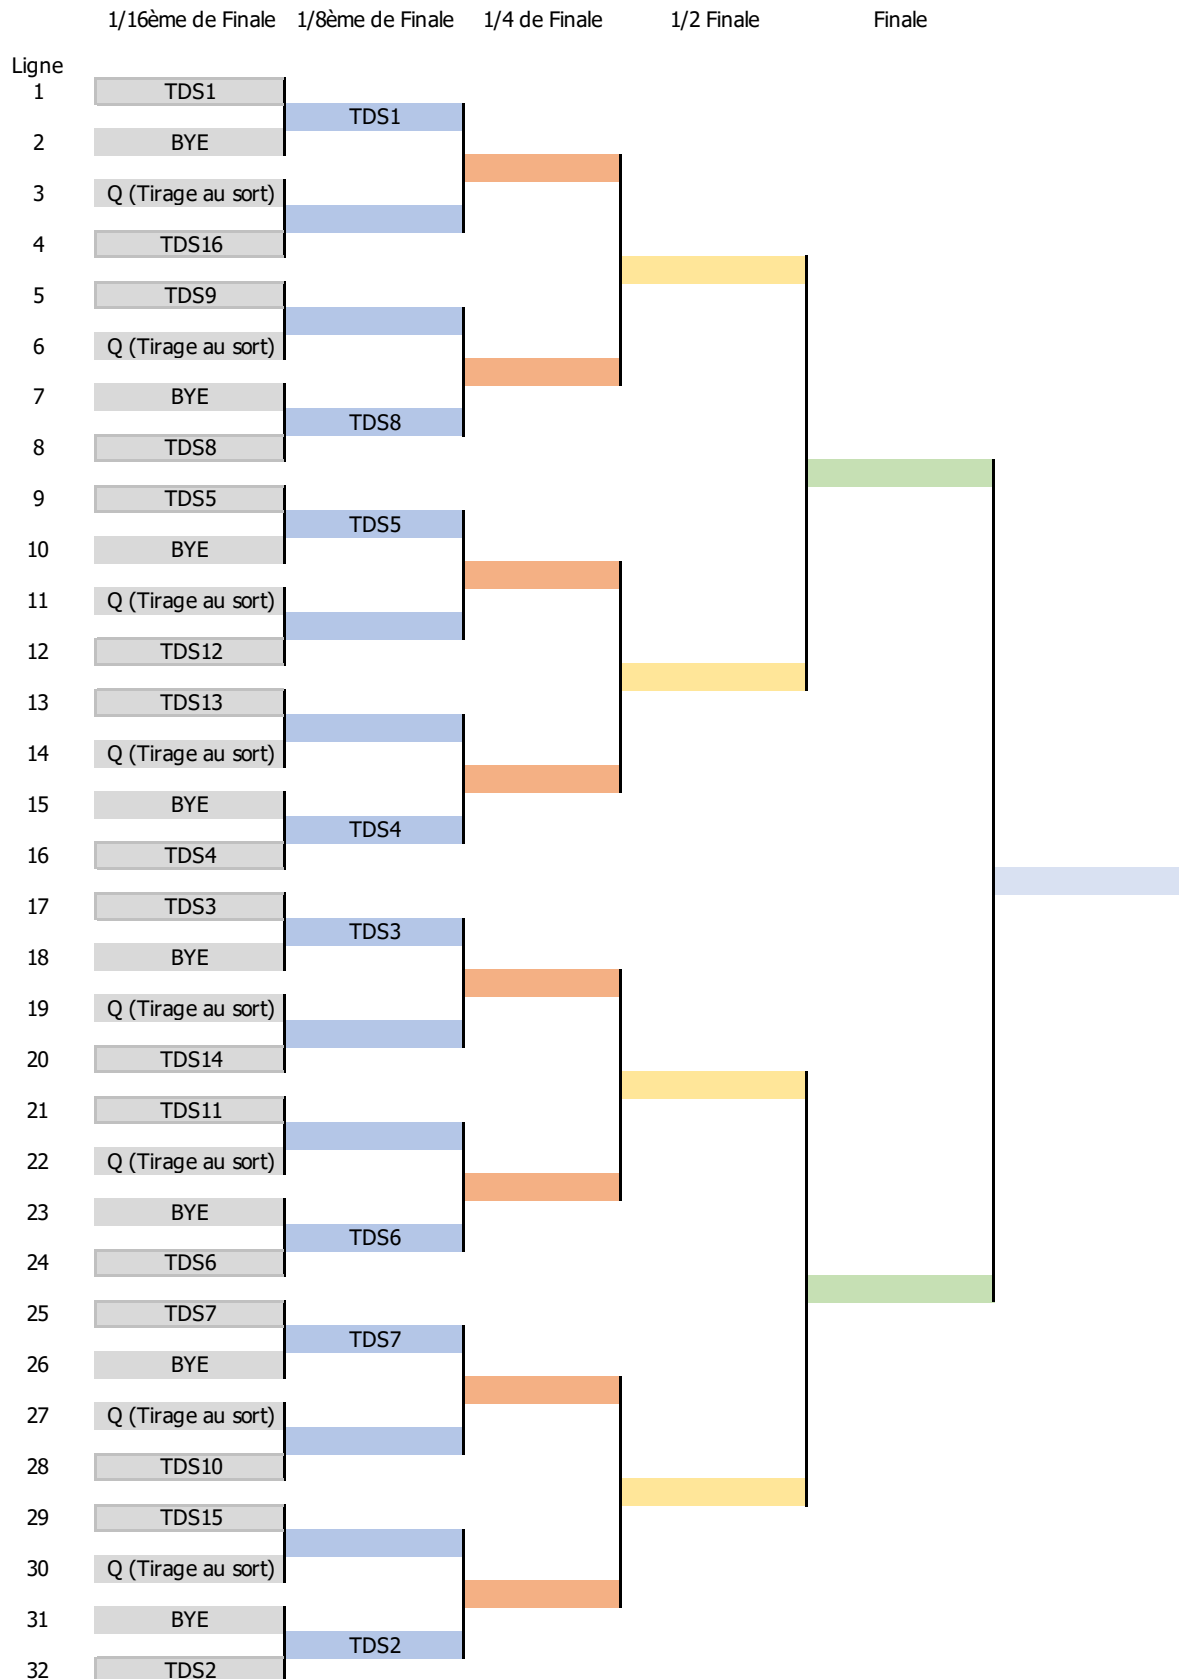 1/16ème de Finale 1/8ème de Finale 1/4 de Finale 1/2 Finale Finale
Ligne
1 TDS1
TDS1
2 BYE
3 Q (Tirage au sort)
4 TDS16
5 TDS9
6 Q (Tirage au sort)
7 BYE
TDS8
8 TDS8
9 TDS5
TDS5
10 BYE
11 Q (Tirage au sort)
12 TDS12
13 TDS13
14 Q (Tirage au sort)
15 BYE
TDS4
16 TDS4
17 TDS3
TDS3
18 BYE
19 Q (Tirage au sort)
20 TDS14
21 TDS11
22 Q (Tirage au sort)
23 BYE
TDS6
24 TDS6
25 TDS7
TDS7
26 BYE
27 Q (Tirage au sort)
28 TDS10
29 TDS15
30 Q (Tirage au sort)
31 BYE
TDS2
32 TDS2